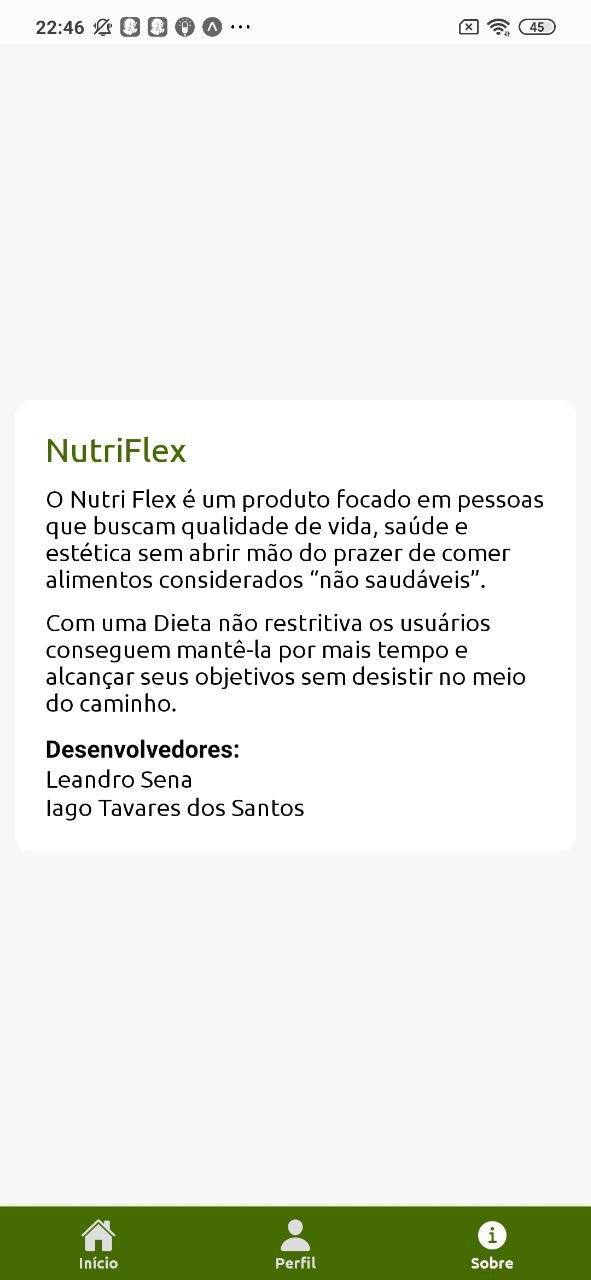 22:46
45
NutriFlex
O Nutri Flex é um produto focado em pessoas
que buscam qualidade de vida, saúde e
estética sem abrir mão do prazer de comer
alimentos considerados “não saudáveis”.
Com uma Dieta não restritiva os usuários
conseguem mantê-la por mais tempo e
alcançar seus objetivos sem desistir no meio
do caminho.
Desenvolvedores:
Leandro Sena
Iago Tavares dos Santos
Início
Perfil
Sobre